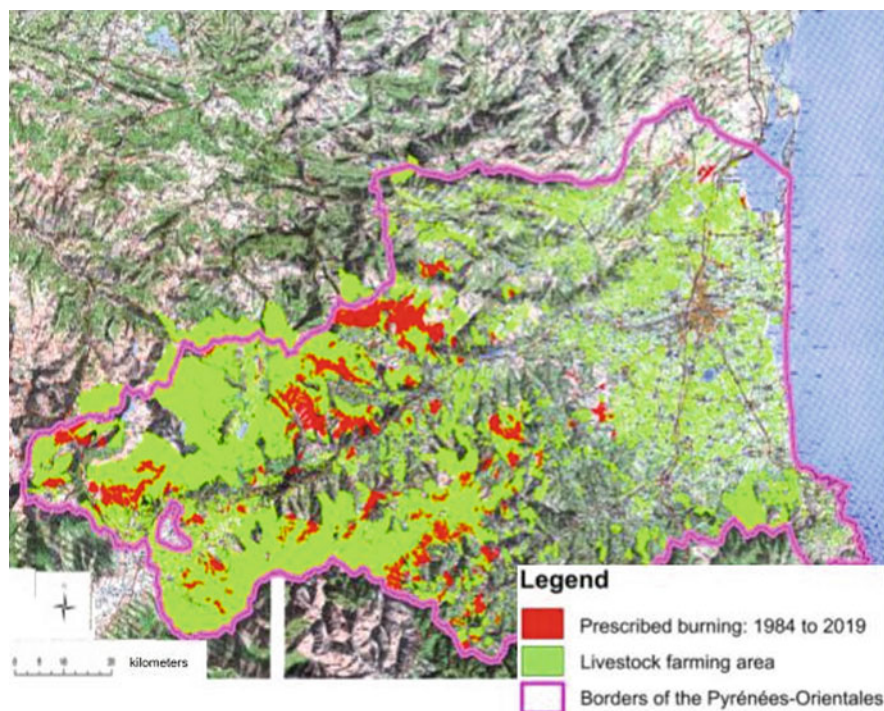 Legend
Prescribed burning: 1984 to 2019
Livestock farming area
Borders of the Pyrénées-Orientales
kilometers